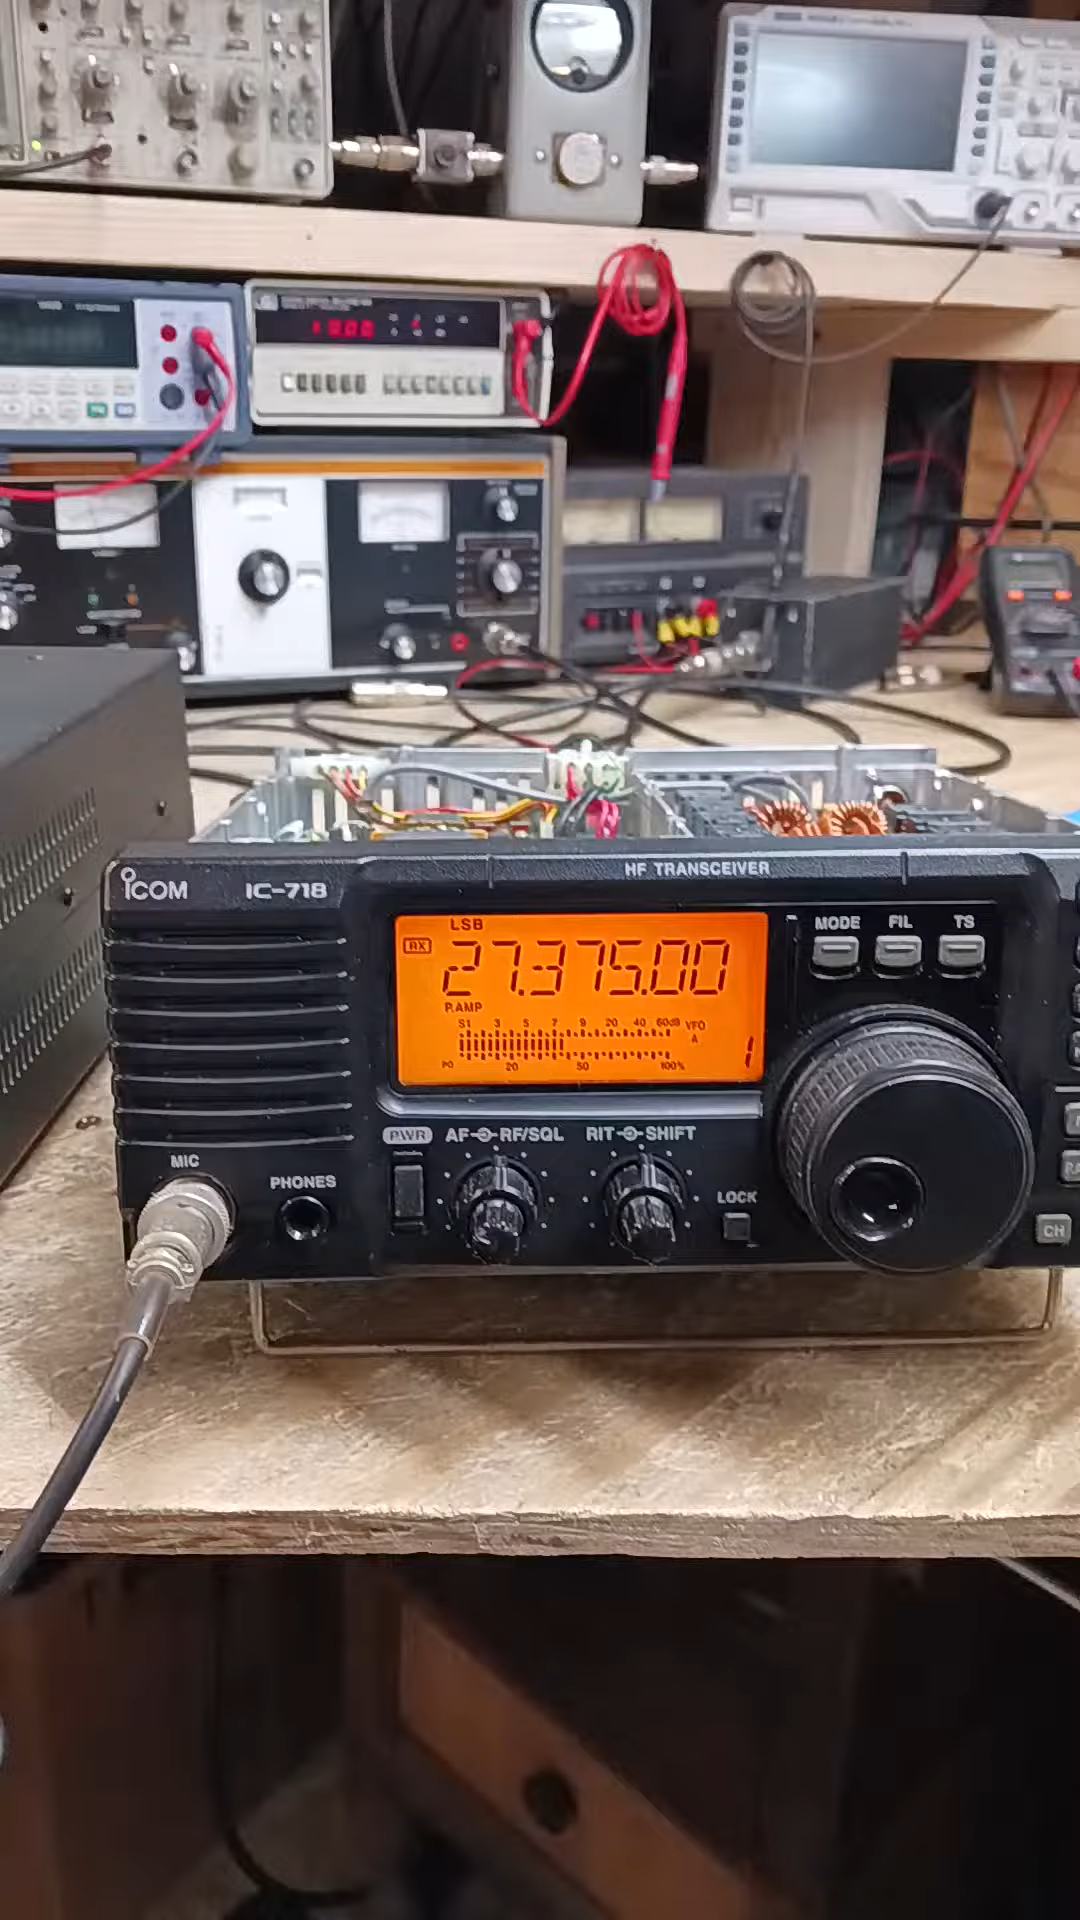 iCOM IC-718 HF TRANSCEIVER
MODE FIL TS
LSB
RX 27.375.00
P.AMP
S1 3 5 7 9 20 40 60dB VFO
A
1
PO 20 50 100%
PWR AF RF/SQL RIT SHIFT
MIC
PHONES
LOCK
CH